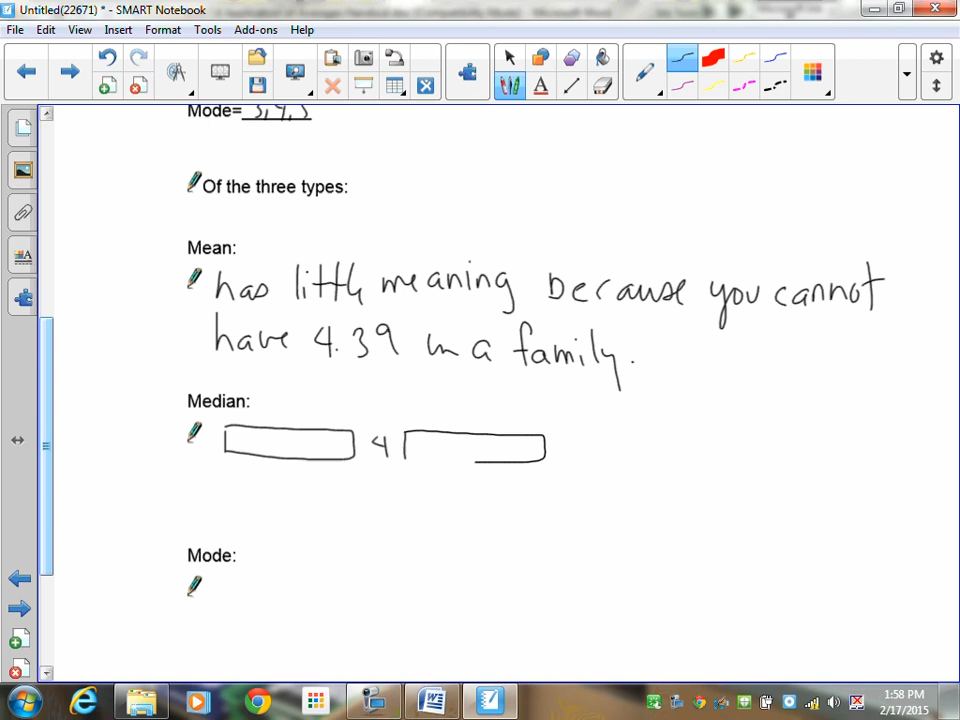 Untitled(22671) * - SMART Notebook
File Edit View Insert Format Tools Add-ons Help
Mode=
Of the three types:
Mean:
has little meaning because you cannot
have 4.39 in a family.
Median:
4
Mode:
1:58 PM
2/17/2015